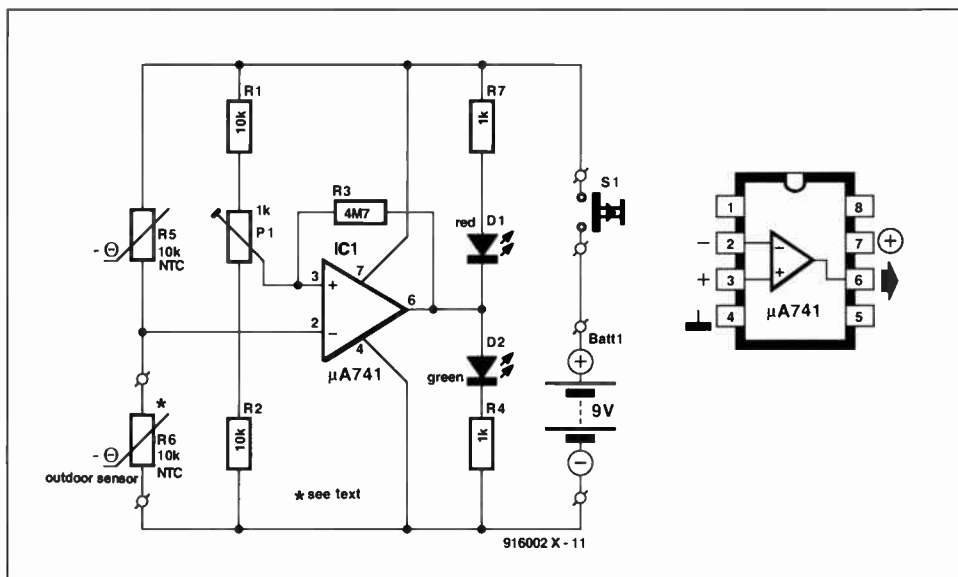 R1
10k
R7
1k
S1
R3
4M7
1k
P1
R5
10k
NTC
- Θ
IC1
red
D1
3
+
7
6
2
−
4
µA741
D2
green
Batt1
+
9V
−
*
R6
10k
NTC
- Θ
outdoor sensor
R2
10k
R4
1k
* see text
916002 X - 11
1
8
−
2
−
7
+
+
3
+
6
µA741
4
5